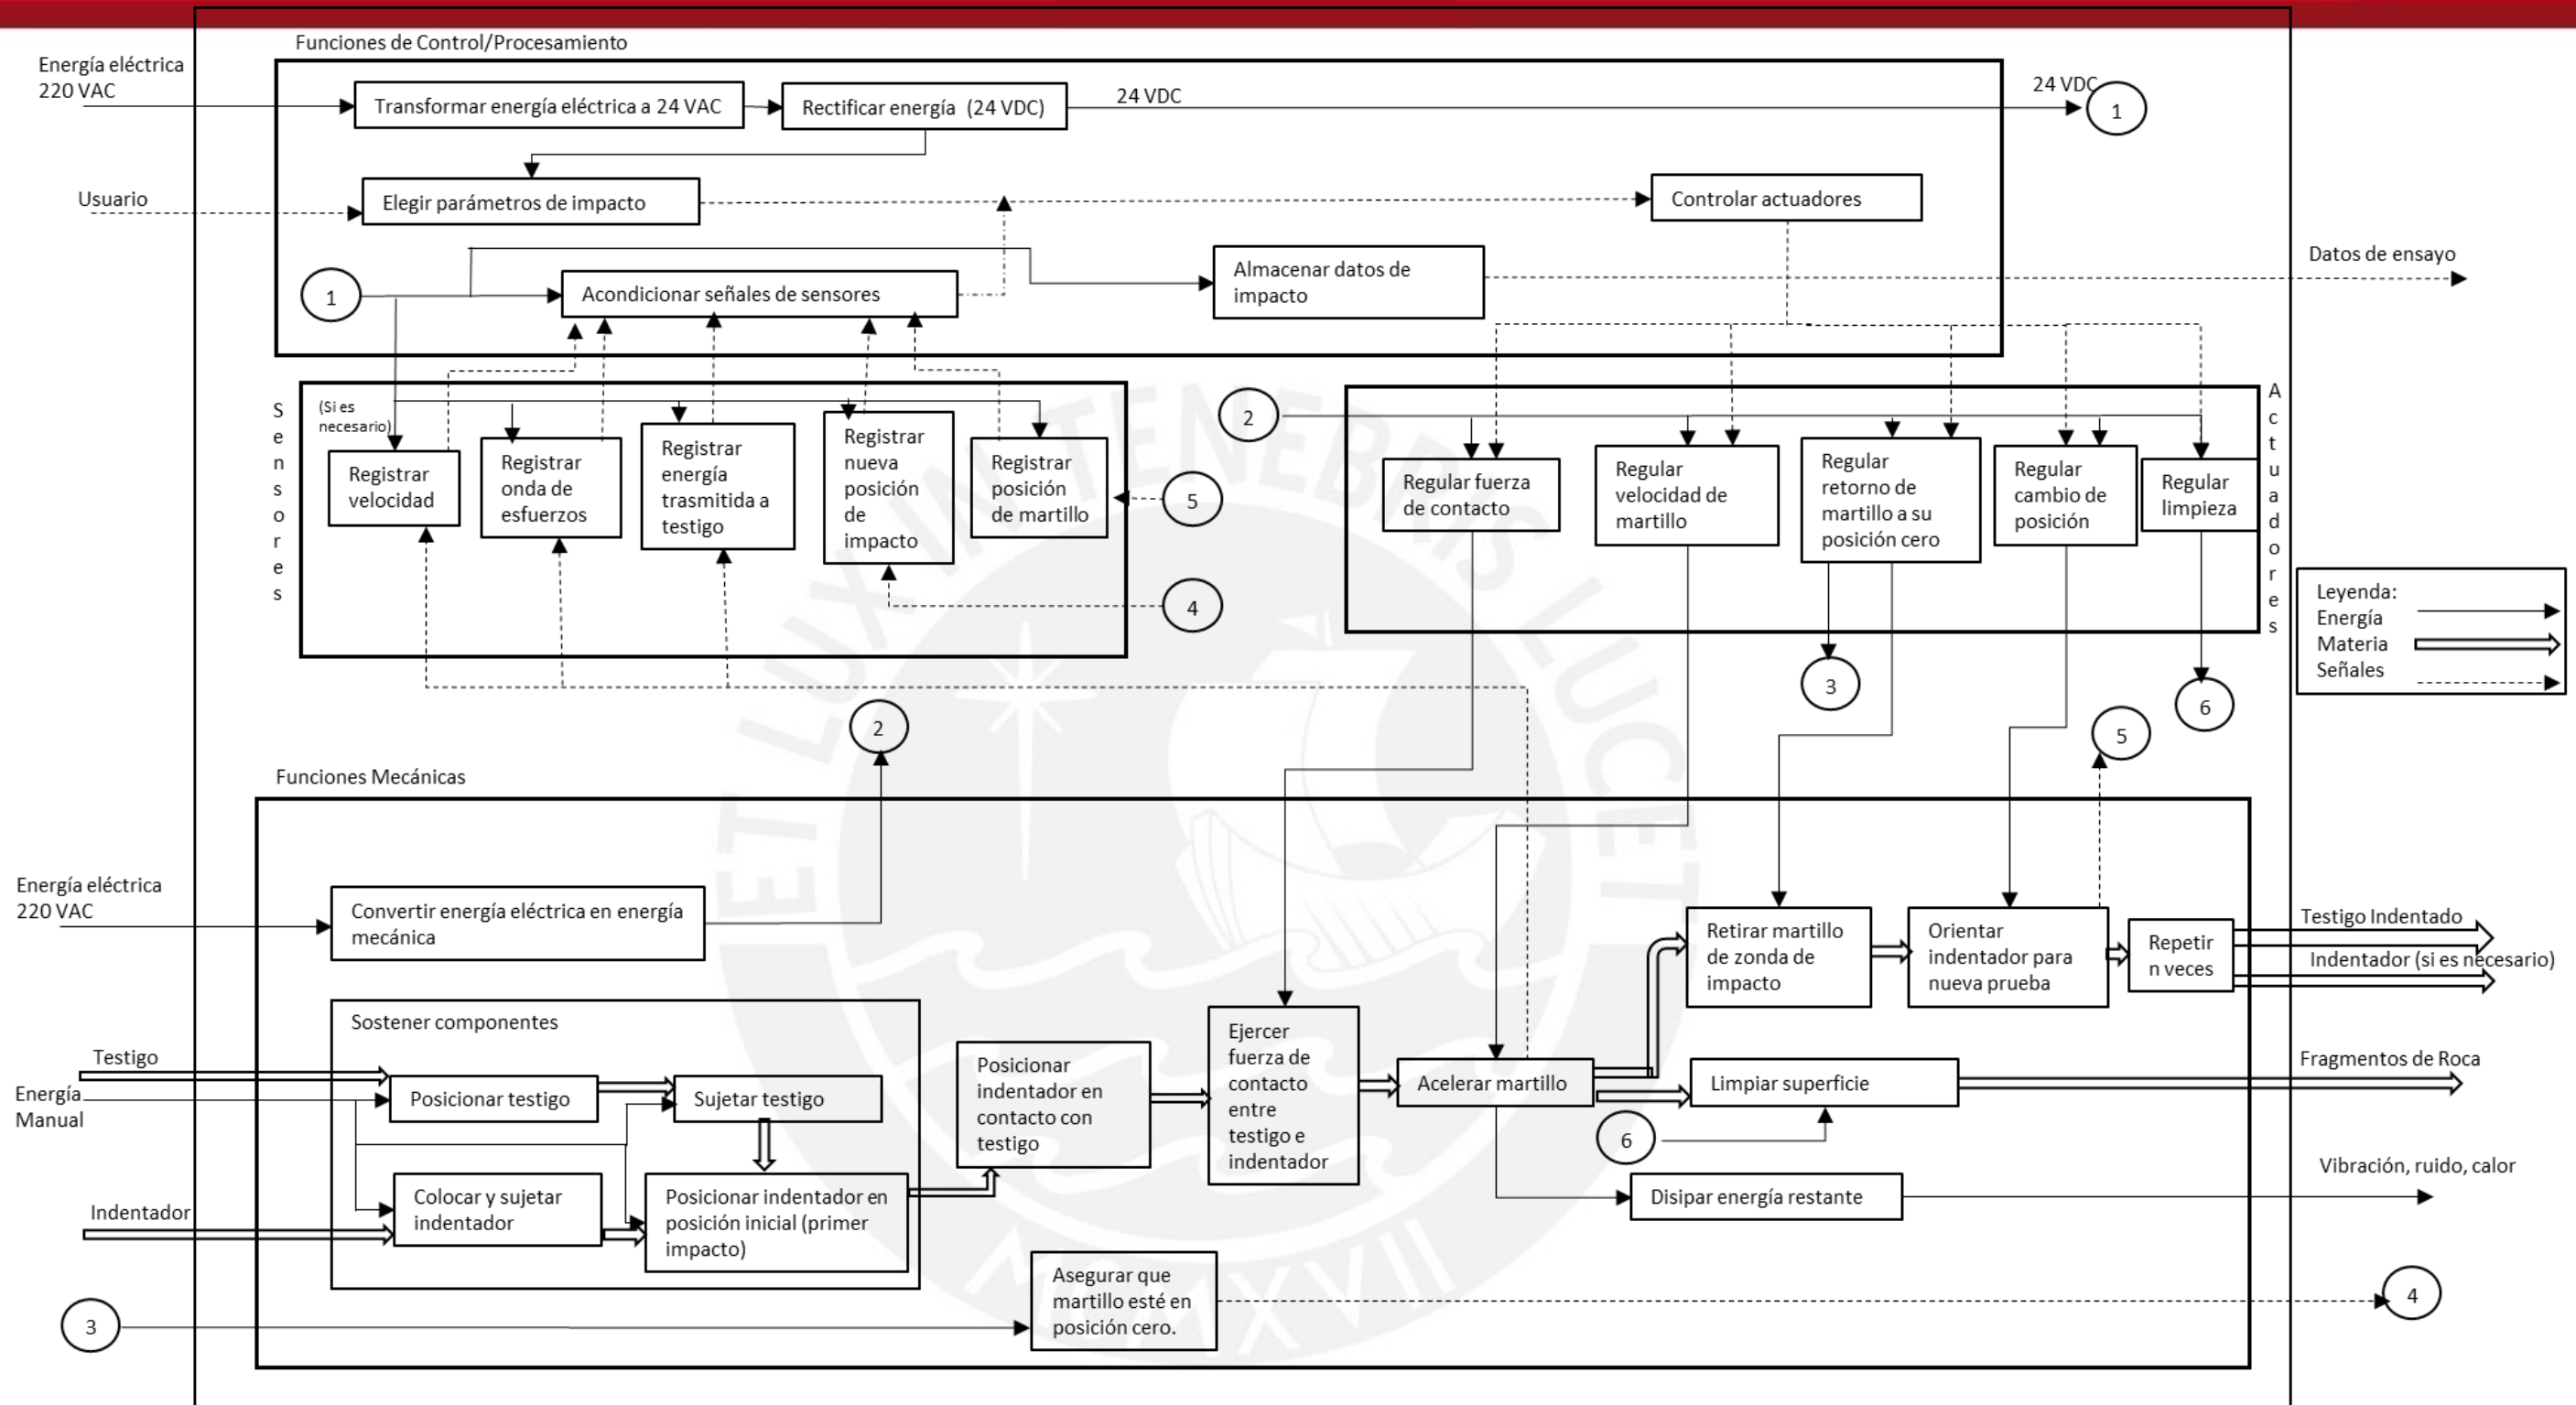 Funciones de Control/Procesamiento
Energía eléctrica
220 VAC
Transformar energía eléctrica a 24 VAC
Rectificar energía (24 VDC)
24 VDC
24 VDC
1
Usuario
Elegir parámetros de impacto
Controlar actuadores
1
Acondicionar señales de sensores
Almacenar datos de
impacto
Datos de ensayo
Sensores
(Si es
necesario)
Registrar
velocidad
Registrar
onda de
esfuerzos
Registrar
energía
trasmitida a
testigo
Registrar
nueva
posición
de
impacto
Registrar
posición
de martillo
5
4
2
Regular fuerza
de contacto
Regular
velocidad de
martillo
Regular
retorno de
martillo a su
posición cero
Regular
cambio de
posición
Regular
limpieza
Actuadores
Leyenda:
Energía
Materia
Señales
3
6
5
2
Funciones Mecánicas
Energía eléctrica
220 VAC
Convertir energía eléctrica en energía
mecánica
Retirar martillo
de zonda de
impacto
Orientar
indentador para
nueva prueba
Repetir
n veces
Testigo Indentado
Indentador (si es necesario)
Sostener componentes
Testigo
Energía
Manual
Posicionar testigo
Sujetar testigo
Indentador
Colocar y sujetar
indentador
Posicionar indentador en
posición inicial (primer
impacto)
Posicionar
indentador en
contacto con
testigo
Ejercer
fuerza de
contacto
entre
testigo e
indentador
Acelerar martillo
Limpiar superficie
Fragmentos de Roca
6
Disipar energía restante
Vibración, ruido, calor
3
Asegurar que
martillo esté en
posición cero.
4
ET LUX IN TENEBRIS LUCET
MCMXVII